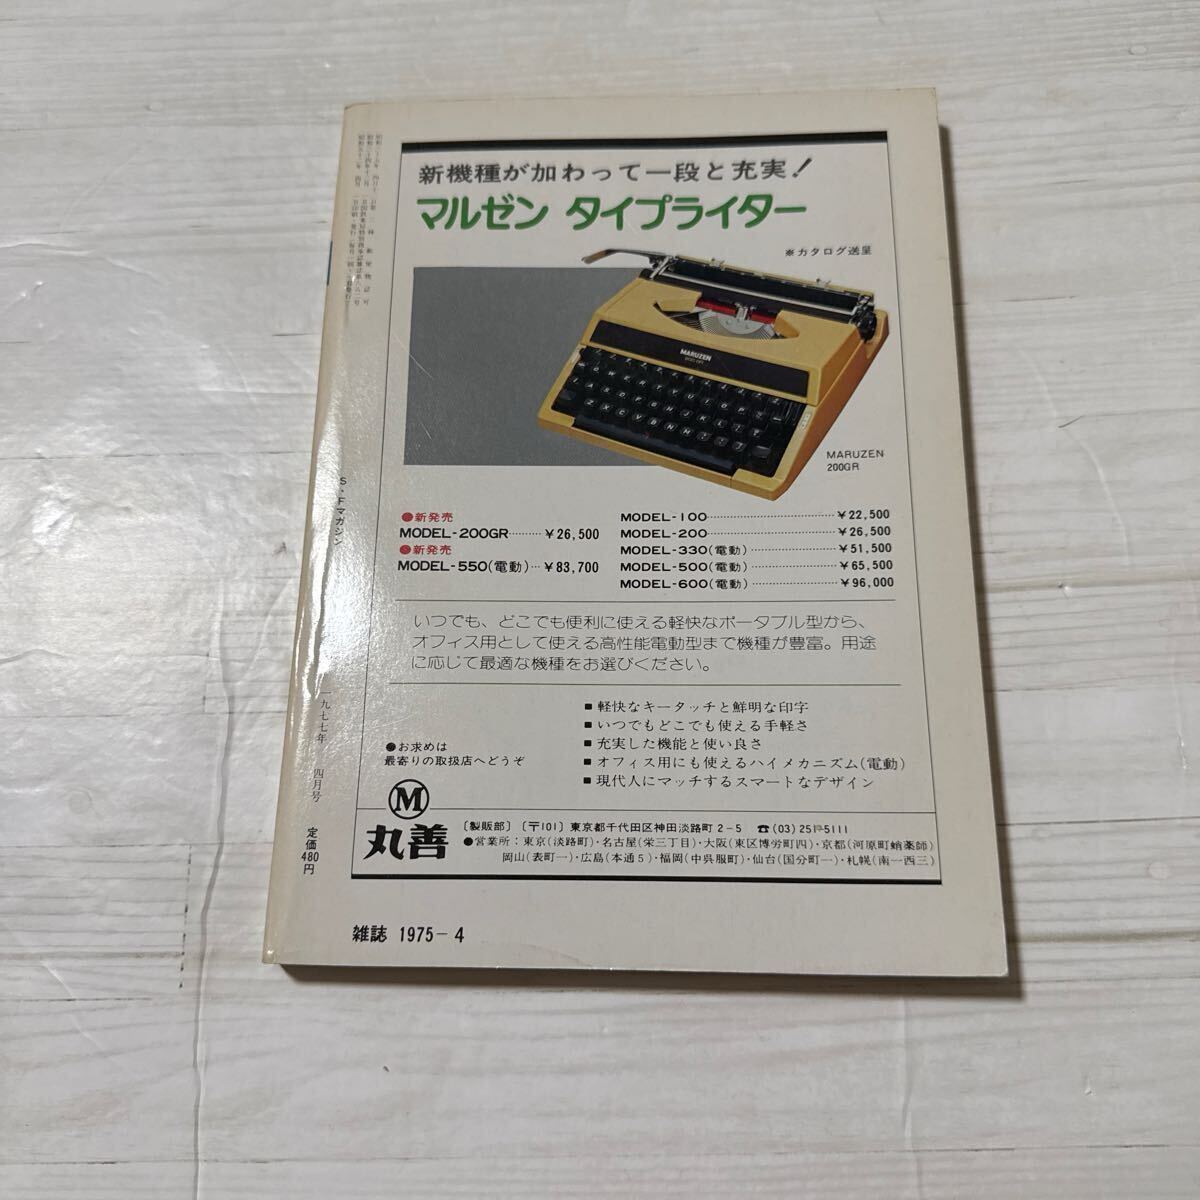 新機種が加わって一段と充実！
マルゼン タイプライター
※カタログ送呈
MARUZEN
200GR
MARUZEN
200GR
●新発売
MODEL-200GR……… ¥26,500
●新発売
MODEL-550(電動)… ¥83,700
MODEL-100……………… ¥22,500
MODEL-200……………… ¥26,500
MODEL-330(電動)………… ¥51,500
MODEL-500(電動)………… ¥65,500
MODEL-600(電動)………… ¥96,000
いつでも、どこでも便利に使える軽快なポータブル型から、
オフィス用として使える高性能電動型まで機種が豊富。用途
に応じて最適な機種をお選びください。
■軽快なキータッチと鮮明な印字
■いつでもどこでも使える手軽さ
■充実した機能と使い良さ
■オフィス用にも使えるハイメカニズム(電動)
■現代人にマッチするスマートなデザイン
●お求めは
最寄りの取扱店へどうぞ
M
丸善
〔製販部〕〔〒101〕東京都千代田区神田淡路町2-5 ☎(03)251-5111
●営業所：東京(淡路町)・名古屋(栄三丁目)・大阪(東区博労町四)・京都(河原町蛸薬師)
岡山(表町一)・広島(本通5)・福岡(中呉服町)・仙台(国分町一)・札幌(南一西三)
雑誌 1975-4
S・Fマガジン
一九七七年 四月号
定価
480
円